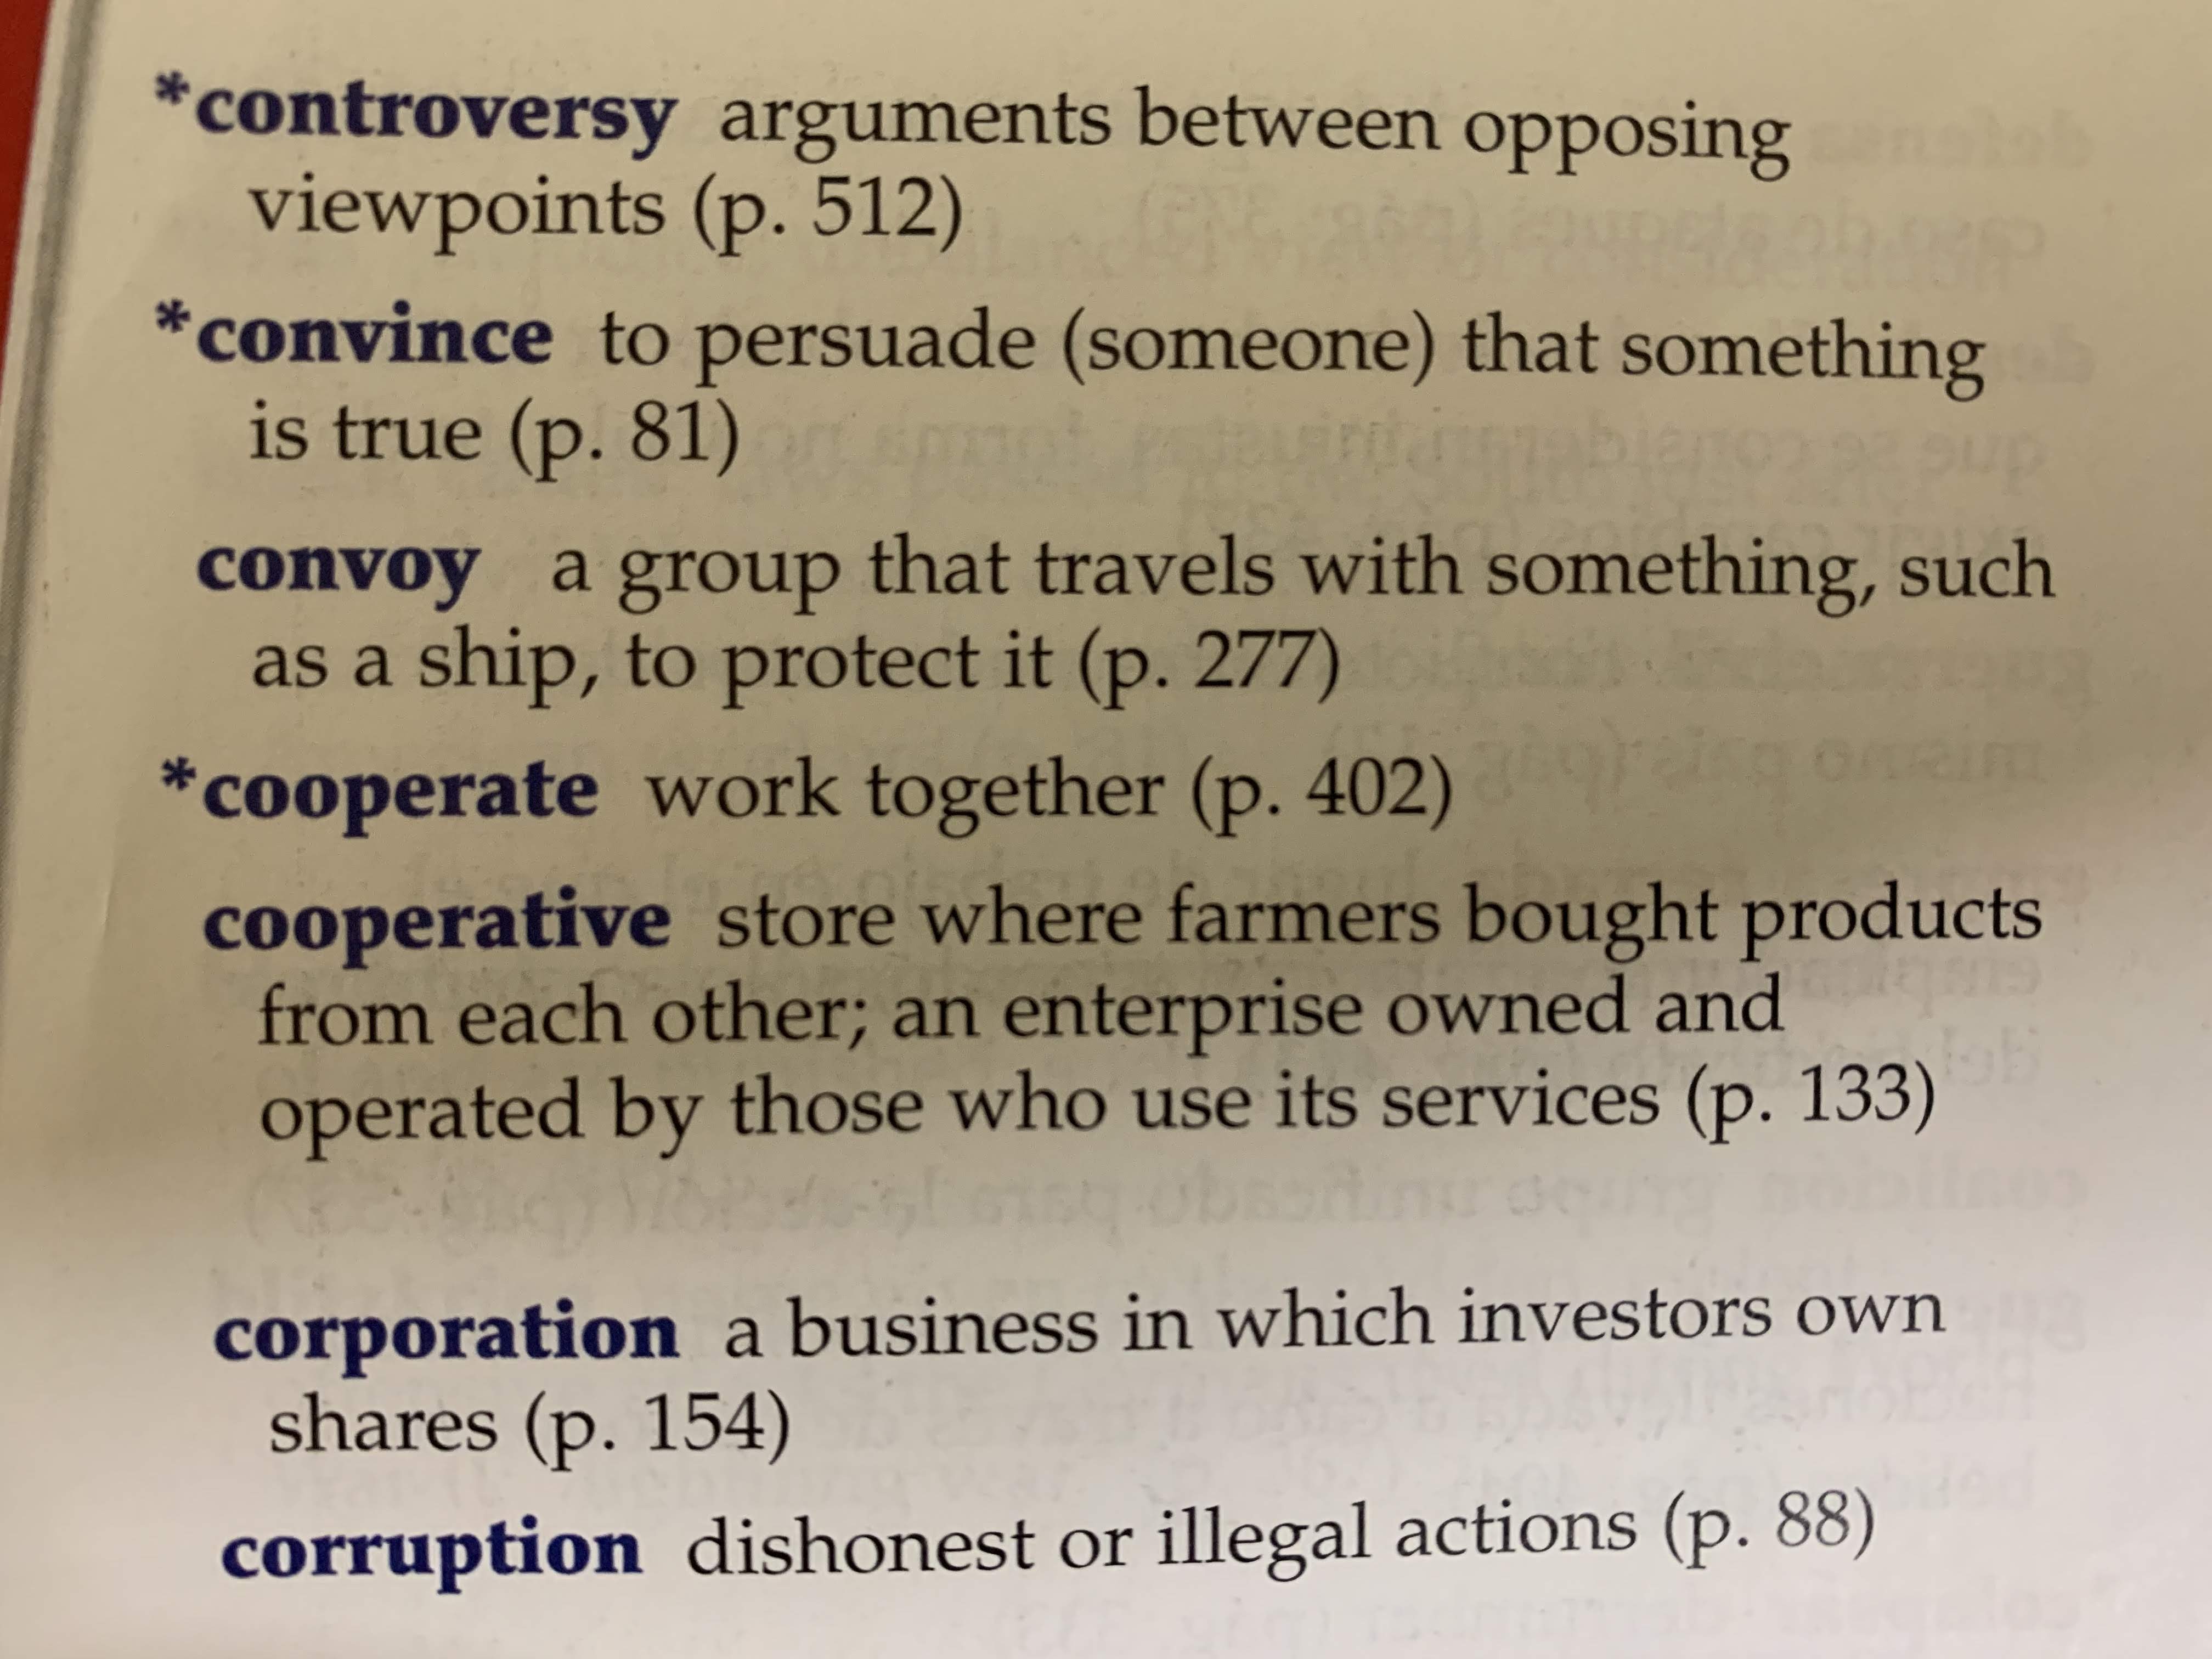 *controversy arguments between opposing
viewpoints (p. 512)
*convince to persuade (someone) that something
is true (p. 81)
convoy a group that travels with something, such
as a ship, to protect it (p. 277)
*cooperate work together (p. 402)
cooperative store where farmers bought products
from each other; an enterprise owned and
operated by those who use its services (p. 133)
corporation a business in which investors own
shares (p. 154)
corruption dishonest or illegal actions (p. 88)